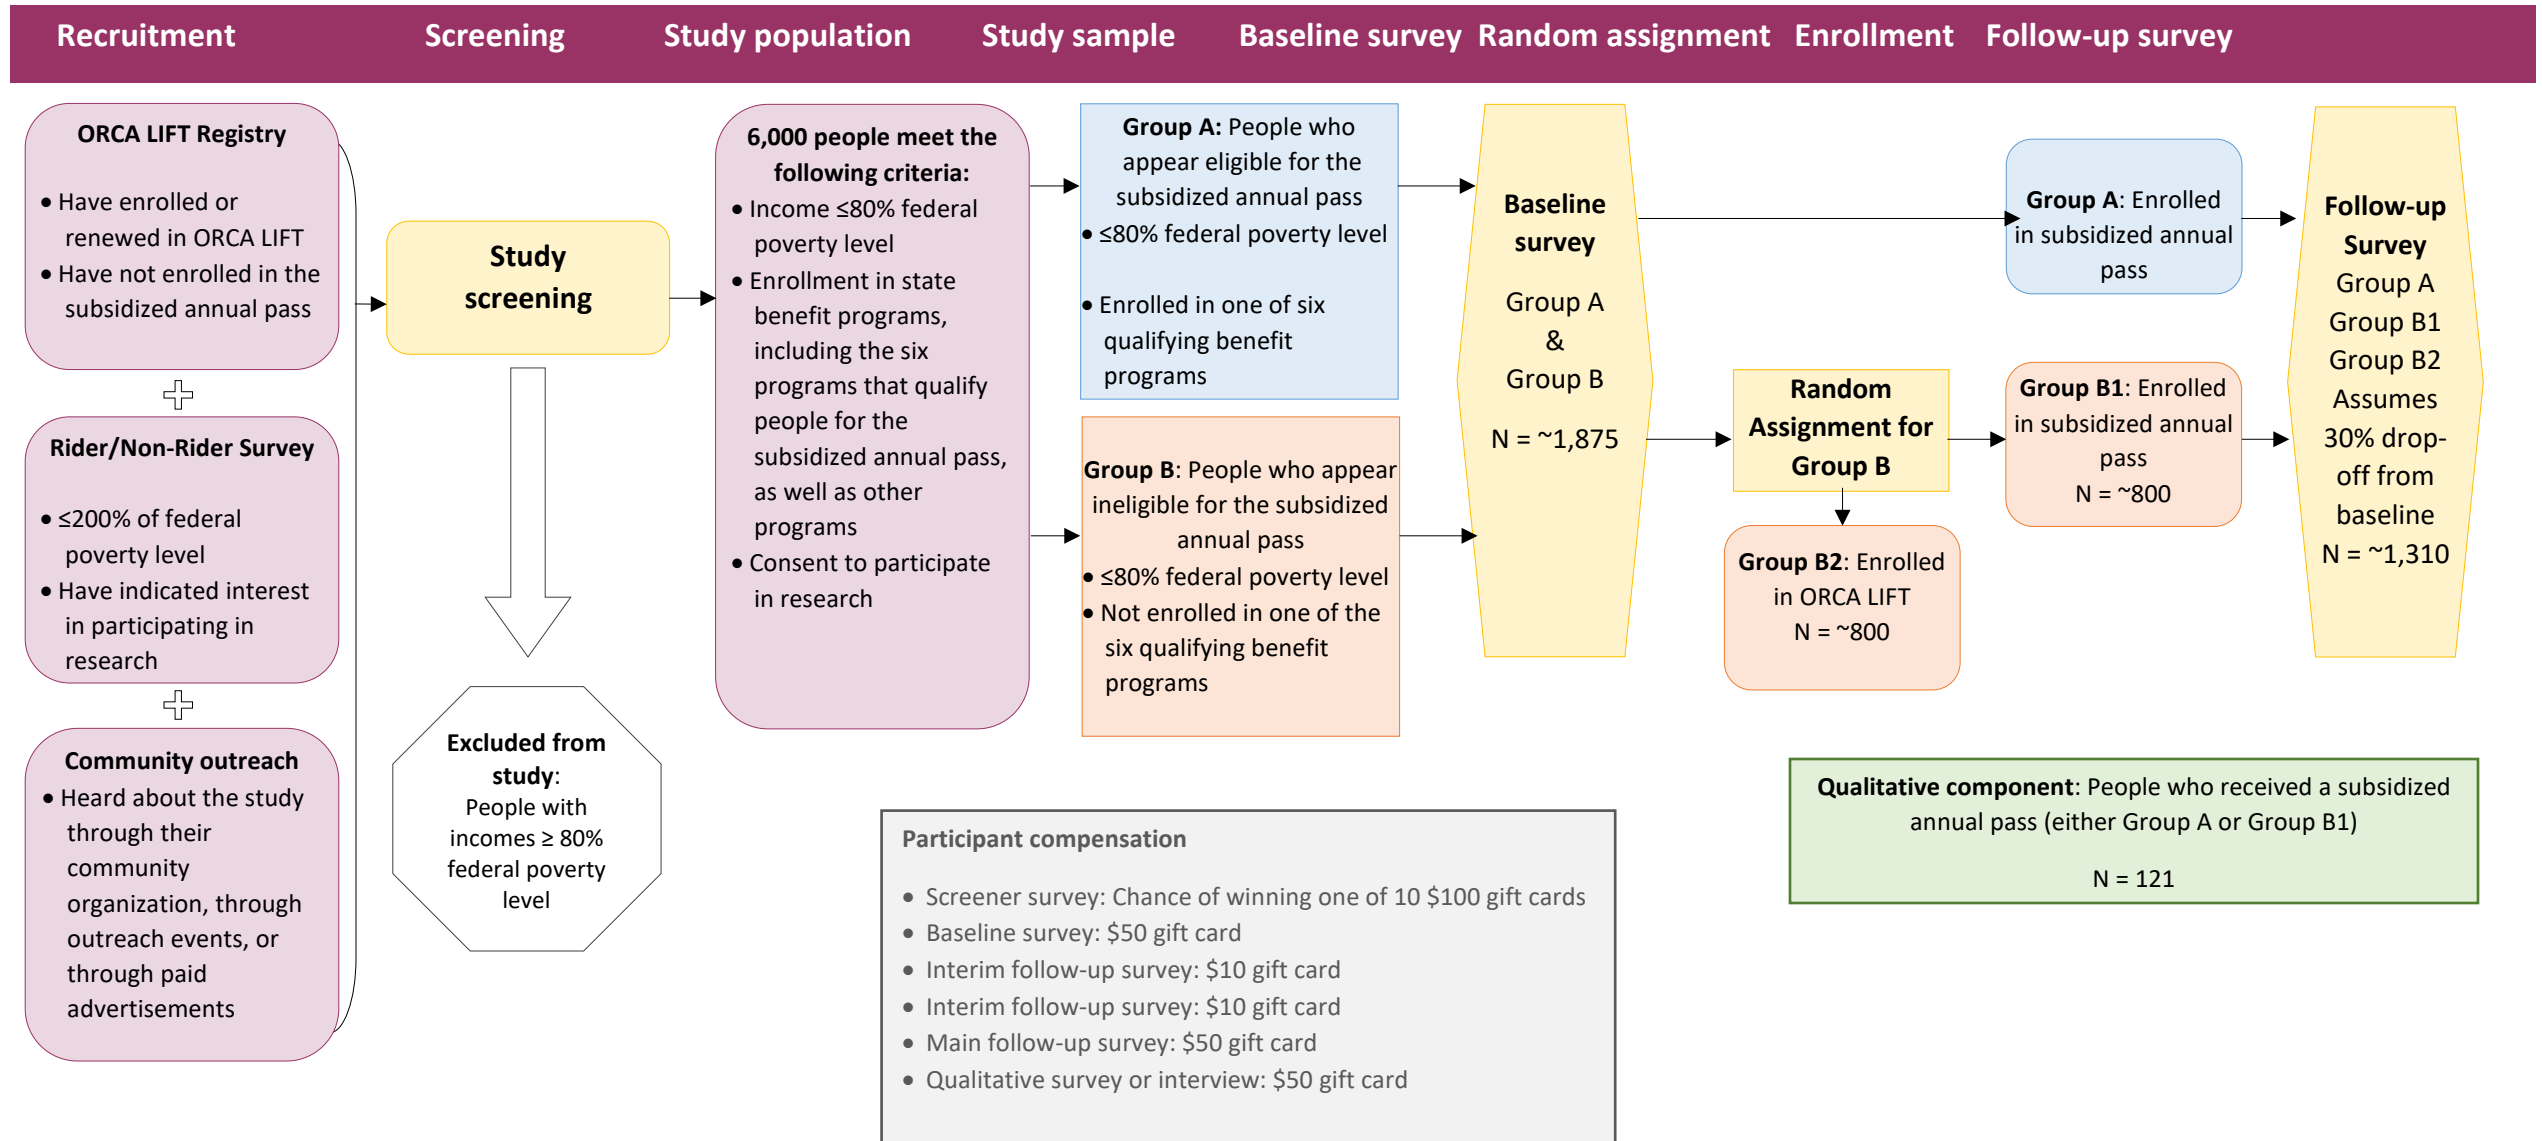 Recruitment
Screening
Study population
Study sample
Baseline survey
Random assignment
Enrollment
Follow-up survey
ORCA LIFT Registry
• Have enrolled or
renewed in ORCA LIFT
• Have not enrolled in the
subsidized annual pass
Rider/Non-Rider Survey
• ≤200% of federal
poverty level
• Have indicated interest
in participating in
research
Community outreach
• Heard about the study
through their
community
organization, through
outreach events, or
through paid
advertisements
Study
screening
Excluded from
study:
People with
incomes ≥ 80%
federal poverty
level
6,000 people meet the
following criteria:
• Income ≤80% federal
poverty level
• Enrollment in state
benefit programs,
including the six
programs that qualify
people for the
subsidized annual pass,
as well as other
programs
• Consent to participate
in research
Group A: People who
appear eligible for the
subsidized annual pass
• ≤80% federal poverty level
• Enrolled in one of six
qualifying benefit
programs
Group B: People who appear
ineligible for the subsidized
annual pass
• ≤80% federal poverty level
• Not enrolled in one of the
six qualifying benefit
programs
Baseline
survey
Group A
&
Group B
N = ~1,875
Random
Assignment for
Group B
Group B2: Enrolled
in ORCA LIFT
N = ~800
Group A: Enrolled
in subsidized annual
pass
Group B1: Enrolled
in subsidized annual
pass
N = ~800
Follow-up
Survey
Group A
Group B1
Group B2
Assumes
30% drop-
off from
baseline
N = ~1,310
Participant compensation
• Screener survey: Chance of winning one of 10 $100 gift cards
• Baseline survey: $50 gift card
• Interim follow-up survey: $10 gift card
• Interim follow-up survey: $10 gift card
• Main follow-up survey: $50 gift card
• Qualitative survey or interview: $50 gift card
Qualitative component: People who received a subsidized
annual pass (either Group A or Group B1)
N = 121